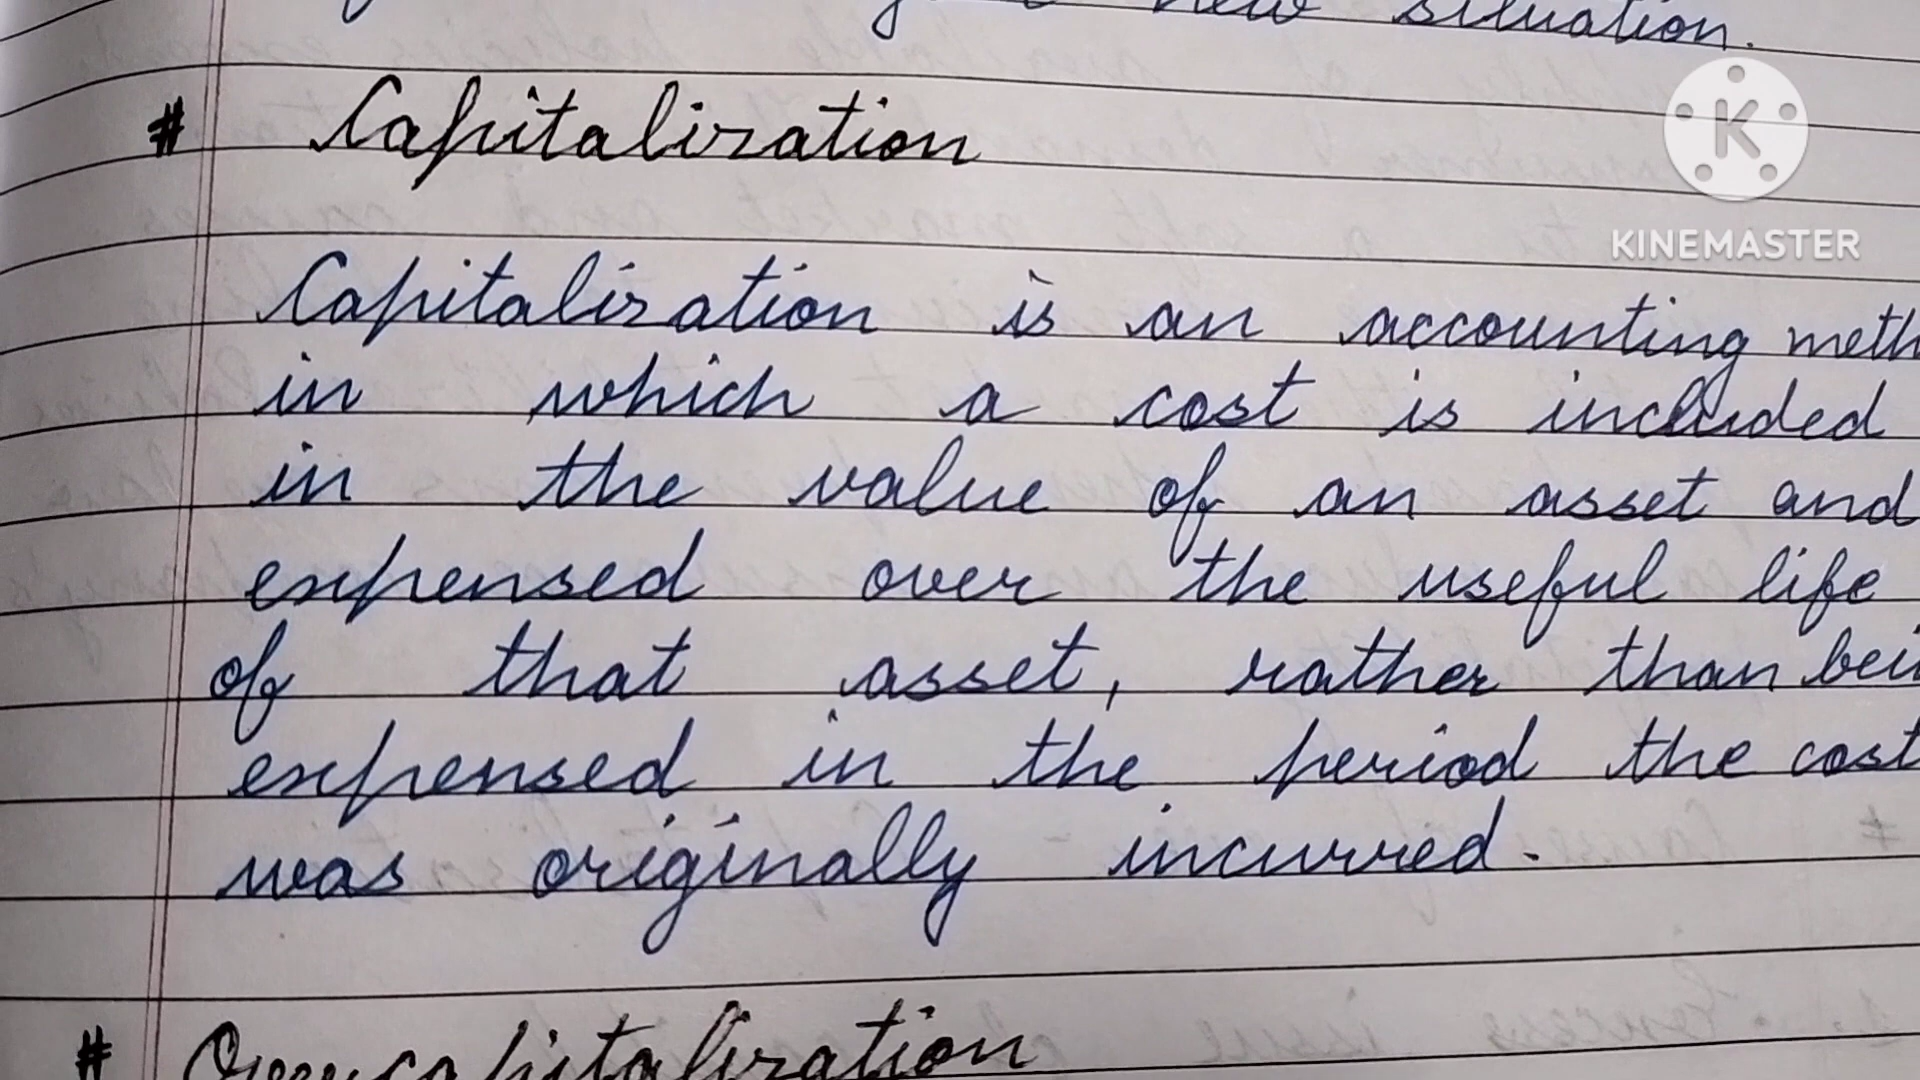 new situation.
# Capitalization
KINEMASTER
Capitalization is an accounting meth
in which a cost is included
in the value of an asset and
expensed over the useful life
of that asset, rather than bei
expensed in the period the cost
was originally incurred.
# Overcapitalization